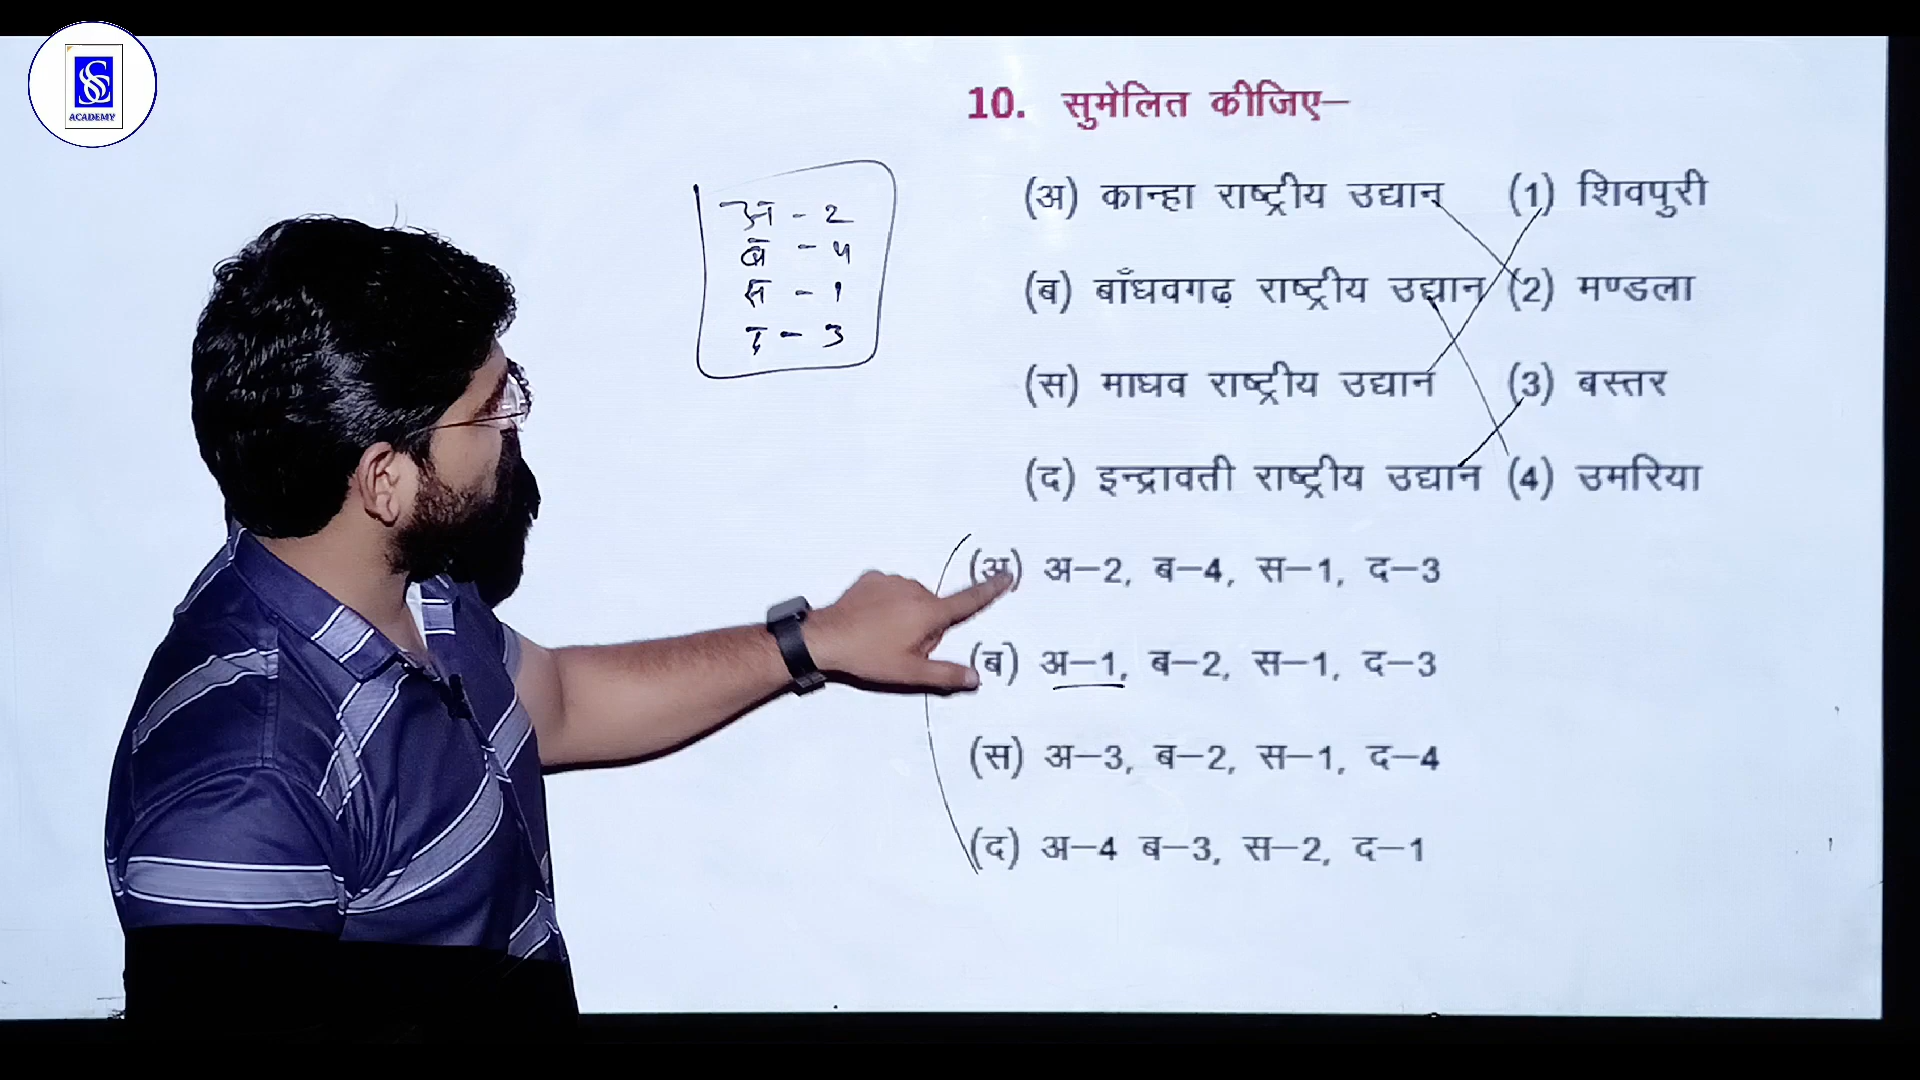 SSC
ACADEMY
10. सुमेलित कीजिए–
(अ) कान्हा राष्ट्रीय उद्यान (1) शिवपुरी
(ब) बाँधवगढ़ राष्ट्रीय उद्यान (2) मण्डला
(स) माधव राष्ट्रीय उद्यान (3) बस्तर
(द) इन्द्रावती राष्ट्रीय उद्यान (4) उमरिया
अ - 2
ब - 4
स - 1
द - 3
(अ) अ–2, ब–4, स–1, द–3
(ब) अ–1, ब–2, स–1, द–3
(स) अ–3, ब–2, स–1, द–4
(द) अ–4 ब–3, स–2, द–1